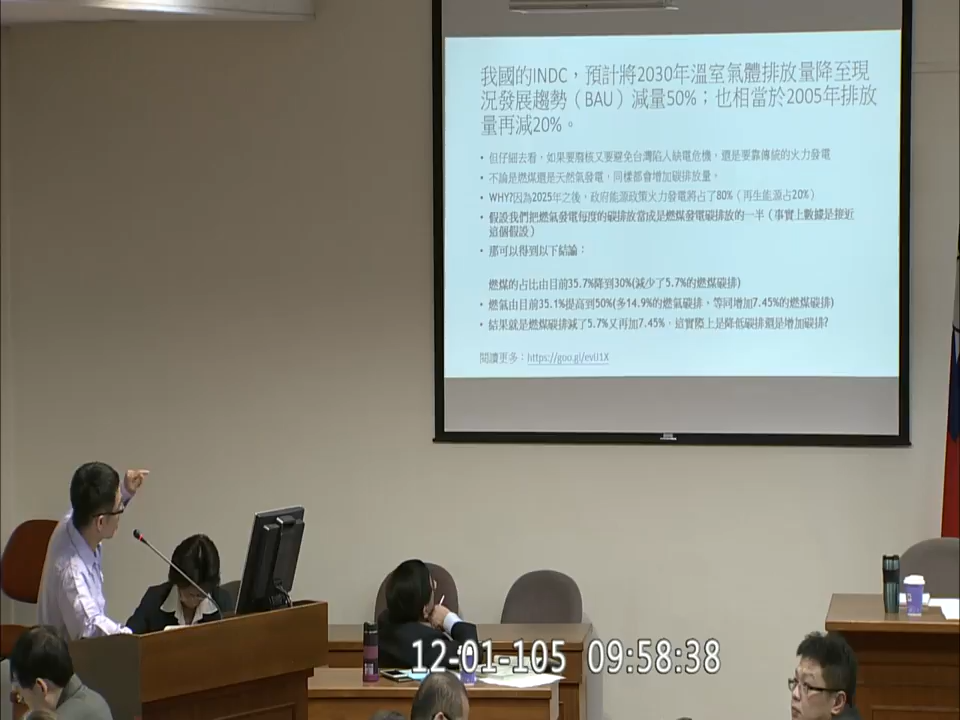 我國的INDC，預計將2030年溫室氣體排放量降至現
況發展趨勢（BAU）減量50%；也相當於2005年排放
量再減20%。
• 但仔細去看，如果要廢核又要避免台灣陷入缺電危機，還是要靠傳統的火力發電
• 不論是燃煤還是天然氣發電，同樣都會增加碳排放量。
• WHY?因為2025年之後，政府能源政策火力發電將占了80%（再生能源占20%）
• 假設我們把燃氣發電每度的碳排放當成是燃煤發電碳排放的一半（事實上數據是接近
這個假設）
• 那可以得到以下結論：
燃煤的占比由目前35.7%降到30%(減少了5.7%的燃煤碳排)
• 燃氣由目前35.1%提高到50%(多14.9%的燃氣碳排、等同增加7.45%的燃煤碳排)
• 結果就是燃煤碳排減了5.7%又再加7.45%，這實際上是降低碳排還是增加碳排?
閱讀更多：https://goo.gl/evIJ1X
12-01-105 09:58:38